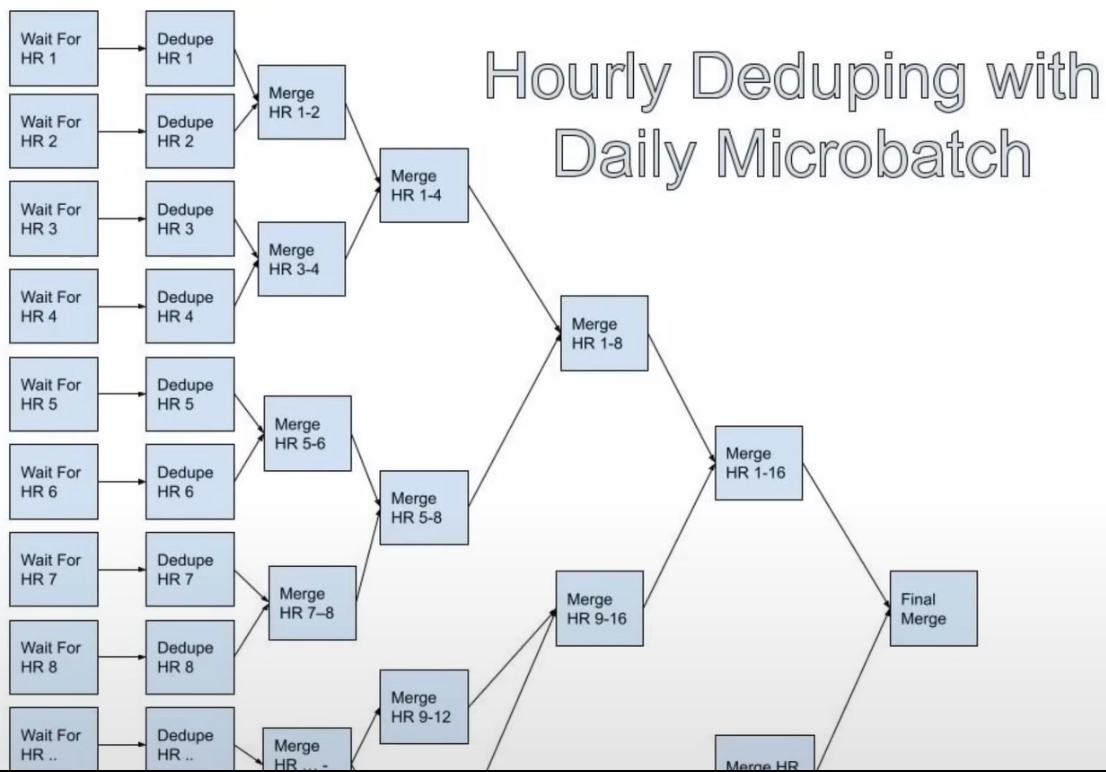 Hourly Deduping with
Daily Microbatch
Wait For
HR 1
Dedupe
HR 1
Merge
HR 1-2
Wait For
HR 2
Dedupe
HR 2
Merge
HR 1-4
Wait For
HR 3
Dedupe
HR 3
Merge
HR 3-4
Wait For
HR 4
Dedupe
HR 4
Merge
HR 1-8
Wait For
HR 5
Dedupe
HR 5
Merge
HR 5-6
Merge
HR 1-16
Wait For
HR 6
Dedupe
HR 6
Merge
HR 5-8
Wait For
HR 7
Dedupe
HR 7
Merge
HR 7–8
Merge
HR 9-16
Final
Merge
Wait For
HR 8
Dedupe
HR 8
Merge
HR 9-12
Wait For
HR ..
Dedupe
HR ..
Merge
HR ... -
Merge HR